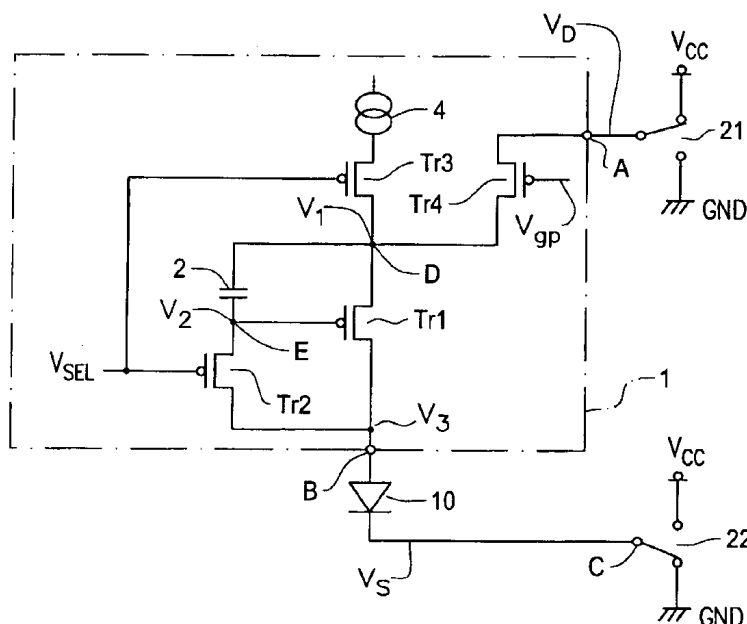 V_D
V_CC
4
21
Tr3
A
Tr4
V_gp
GND
V_1
D
2
V_2
E
Tr1
V_SEL
Tr2
1
V_3
V_CC
B
10
22
V_S
C
GND